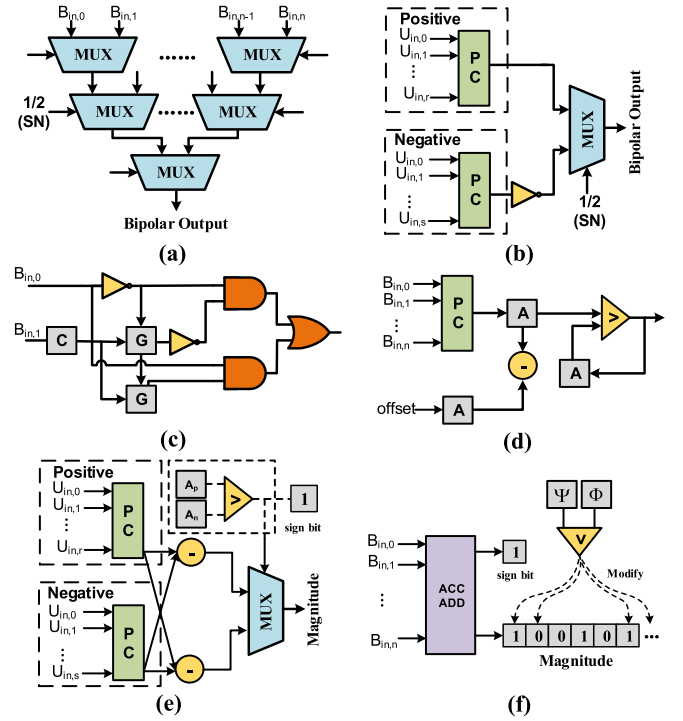 B_in,0 B_in,1 B_in,n-1 B_in,n
MUX ...... MUX
1/2
(SN)
MUX ...... MUX
MUX
Bipolar Output
(a)
Positive
U_in,0
U_in,1
...
U_in,r
P
C
Negative
U_in,0
U_in,1
...
U_in,s
P
C
MUX
Bipolar Output
1/2
(SN)
(b)
B_in,0
B_in,1
C
G
G
(c)
B_in,0
B_in,1
...
B_in,n
P
C
A
>
-
A
offset
A
(d)
Positive
U_in,0
U_in,1
...
U_in,r
P
C
A_p
A_n
>
1
sign bit
-
Negative
U_in,0
U_in,1
...
U_in,s
P
C
-
MUX
Magnitude
(e)
Ψ Φ
>
Modify
B_in,0
B_in,1
...
B_in,n
ACC
ADD
1
sign bit
1 0 0 1 0 1 ...
Magnitude
(f)